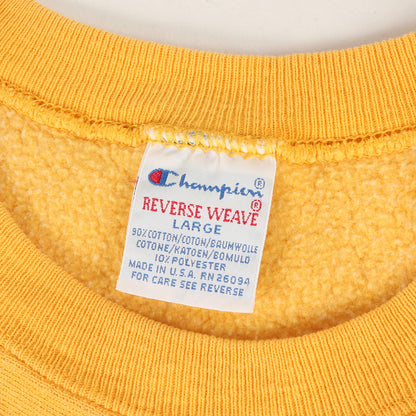 Champion®
REVERSE WEAVE®
LARGE
90% COTTON/COTON/BAUMWOLLE
COTONE/KATOEN/BOMULD
10% POLYESTER
MADE IN U.S.A. RN 26094
FOR CARE SEE REVERSE